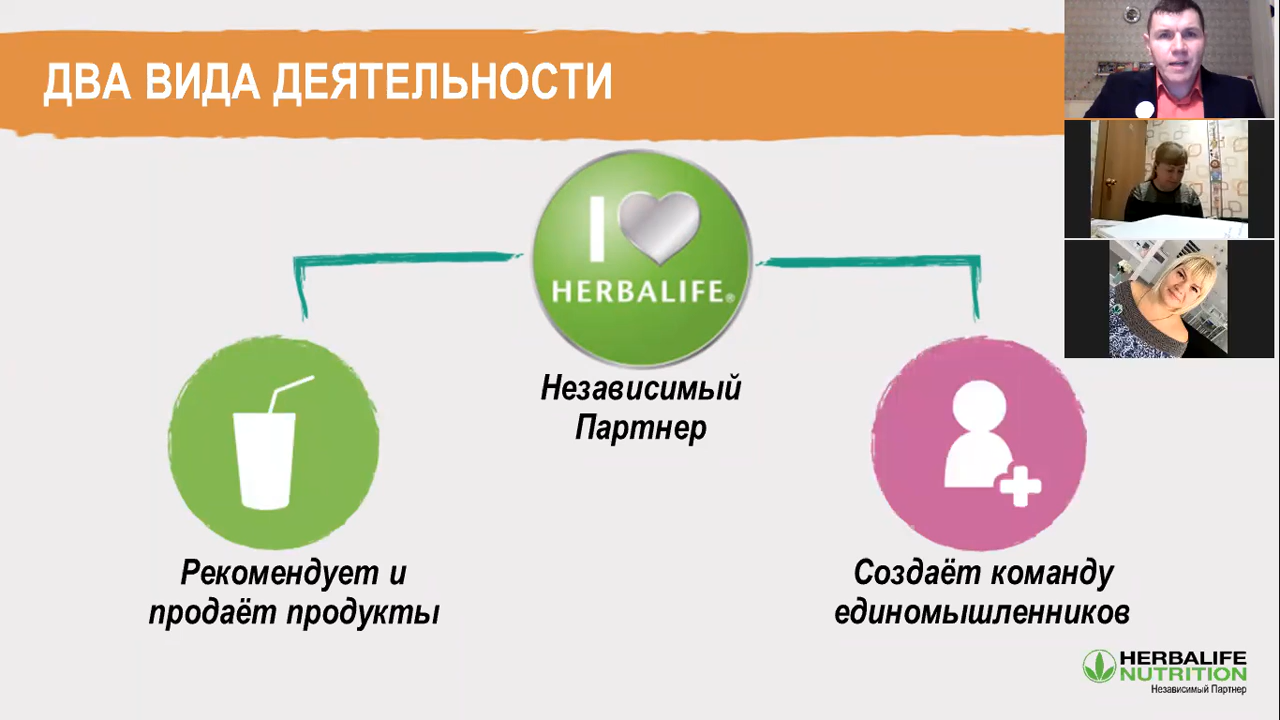 ДВА ВИДА ДЕЯТЕЛЬНОСТИ
I
HERBALIFE®
Независимый
Партнер
Рекомендует и
продаёт продукты
Создаёт команду
единомышленников
HERBALIFE
NUTRITION
Независимый Партнер